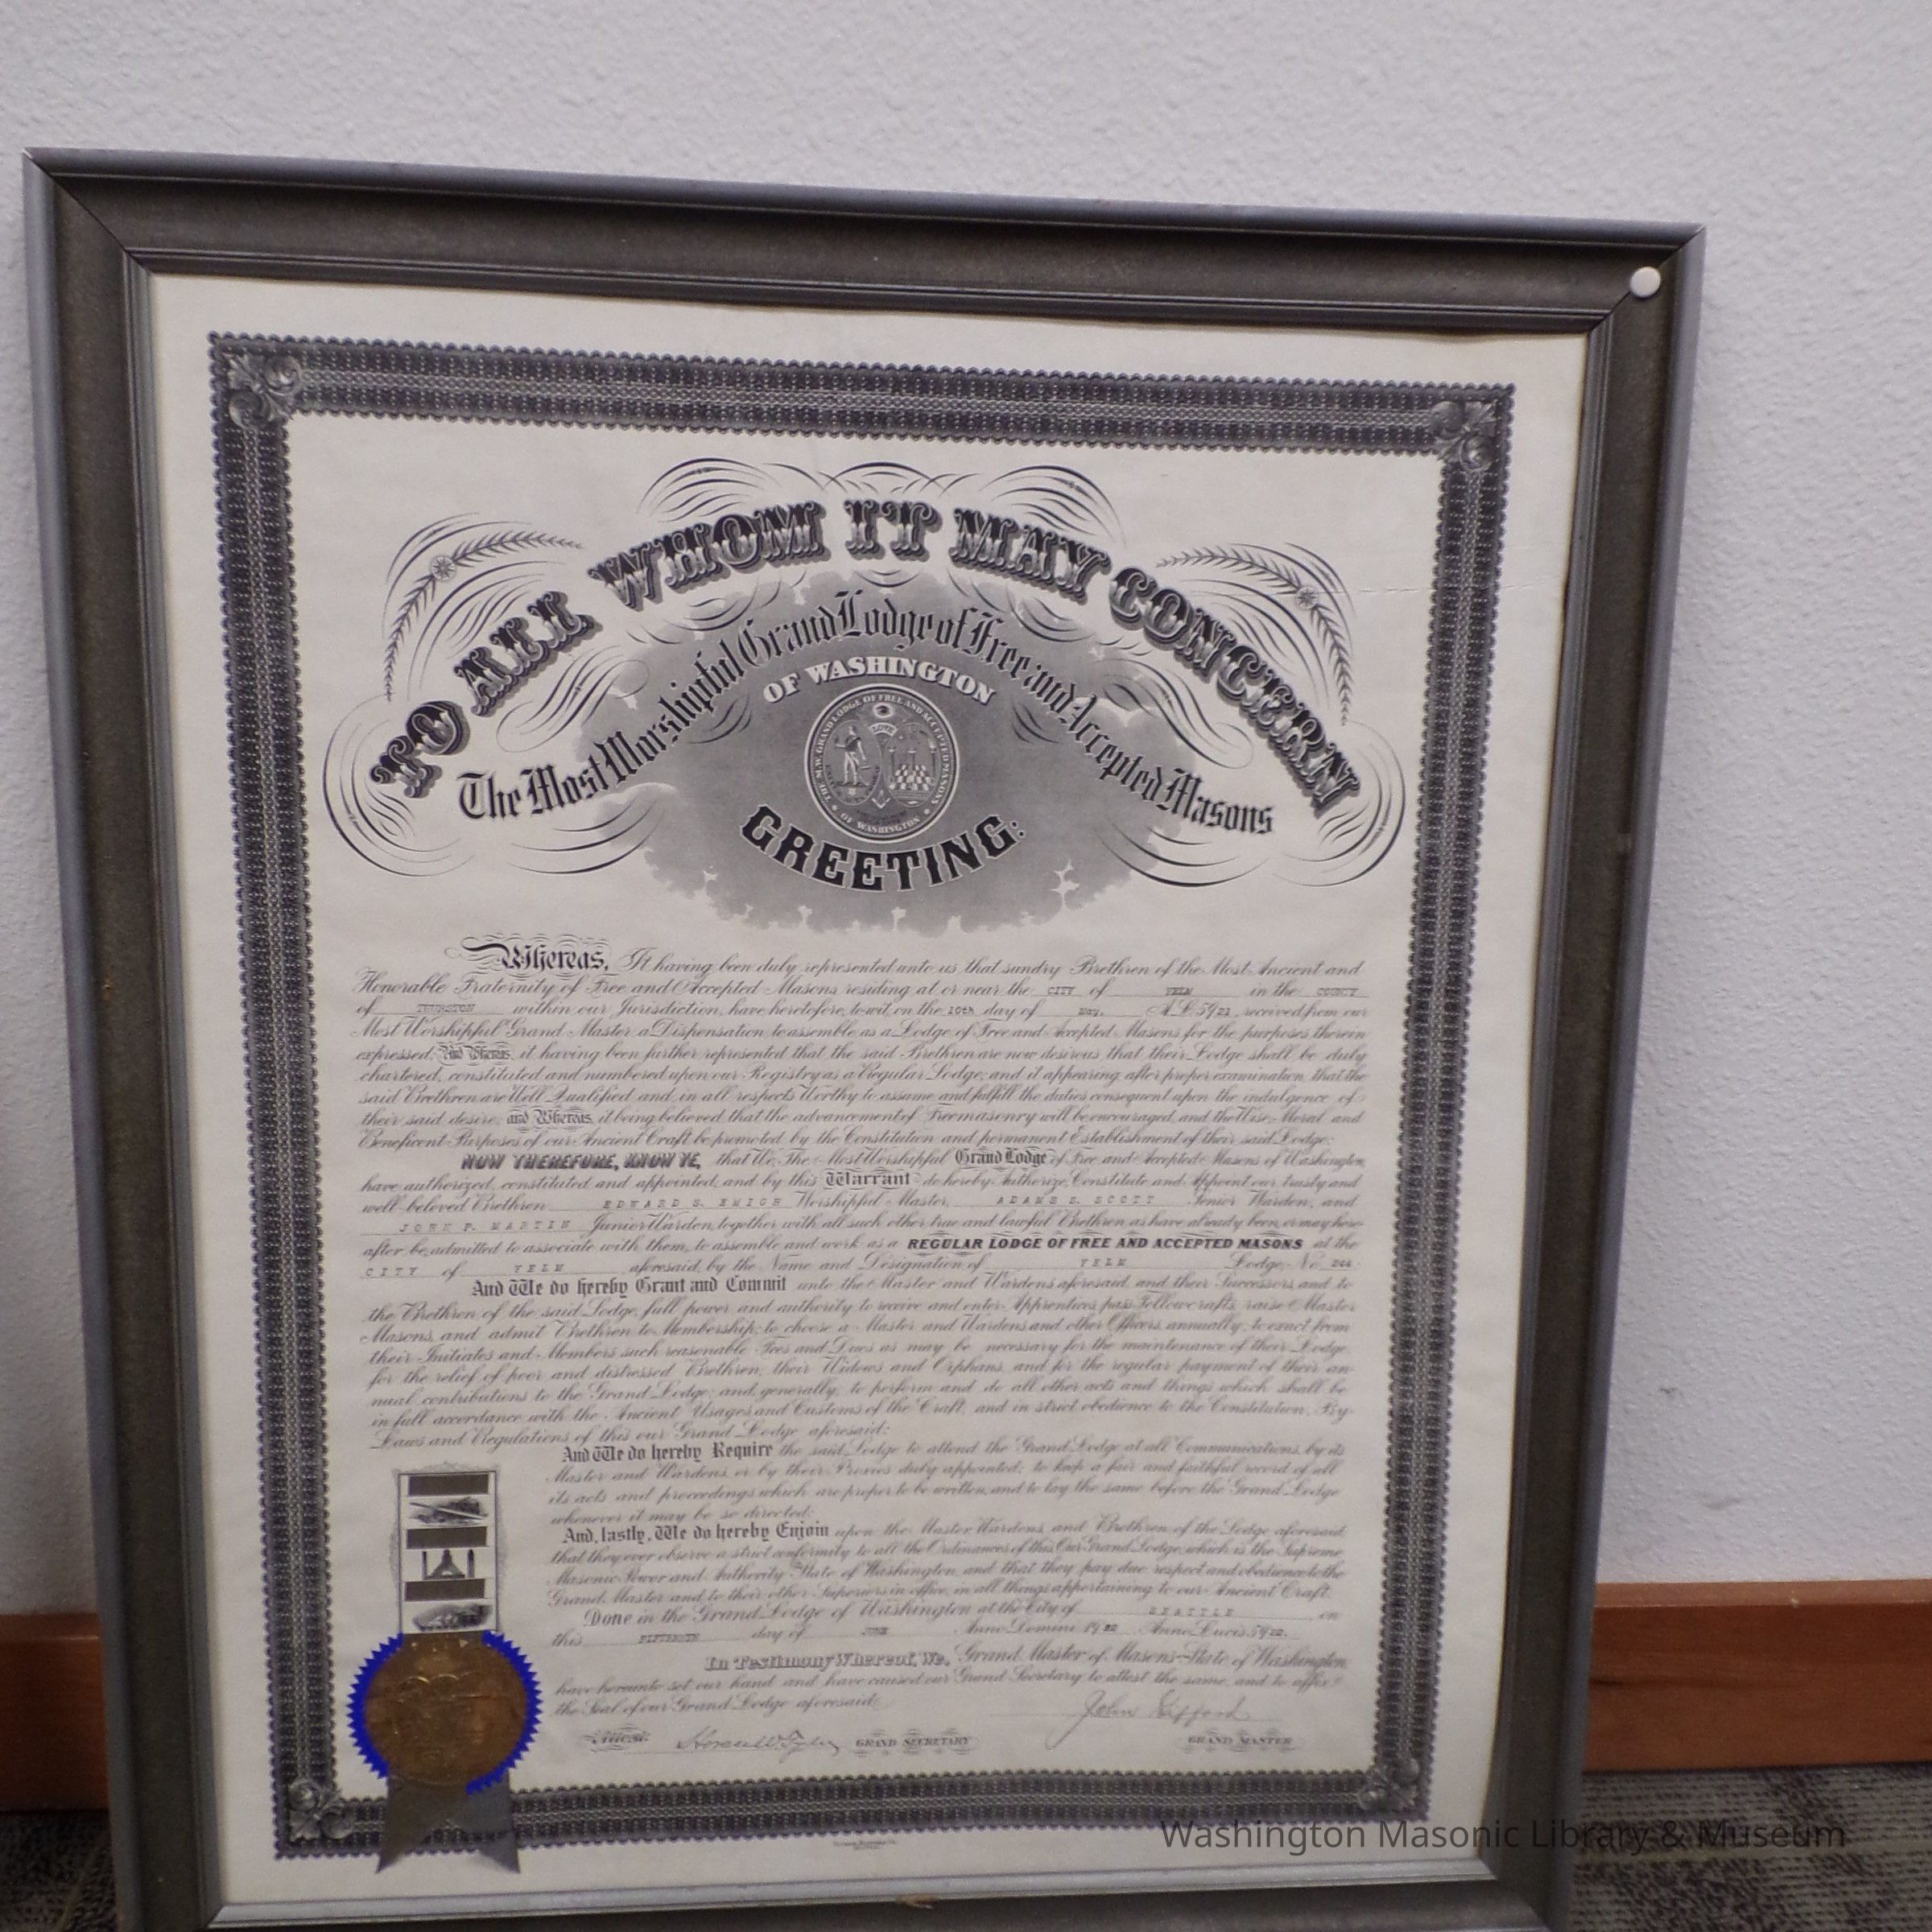 TO ALL WHOM IT MAY CONCERN
The Most Worshipful Grand Lodge of Free and Accepted Masons
OF WASHINGTON
THE M.W. GRAND LODGE OF FREE AND ACCEPTED MASONS
OF WASHINGTON
GREETING:
Whereas, It having been duly represented unto us that sundry Brethren of the Most Ancient and
Honorable Fraternity of Free and Accepted Masons residing at or near the CITY of YELM in the COUNTY
of THURSTON within our Jurisdiction, have heretofore, to wit, on the 10th day of May, A.L. 5921, received from our
Most Worshipful Grand Master a Dispensation to assemble as a Lodge of Free and Accepted Masons for the purposes therein
expressed; And Whereas, it having been further represented that the said Brethren are now desirous that their Lodge shall be duly
chartered, constituted and numbered upon our Registry as a Regular Lodge; and it appearing after proper examination, that the
said Brethren are Well Qualified and in all respects Worthy to assume and fulfill the duties consequent upon the indulgence of
their said desire; and Whereas, it being believed that the advancement of Freemasonry will be encouraged and the Wise, Moral and
Beneficent Purposes of our Ancient Craft be promoted by the Constitution and permanent Establishment of their said Lodge;
NOW THEREFORE, KNOW YE, that We, The Most Worshipful Grand Lodge of Free and Accepted Masons of Washington,
have authorized, constituted and appointed, and by this Warrant do hereby Authorize, Constitute and Appoint our trusty and
well-beloved Brethren EDWARD S. EMIGH Worshipful Master, ADAMS S. SCOTT Senior Warden, and
JOHN P. MARTIN Junior Warden, together with all such other true and lawful Brethren as have already been, or may here-
after be, admitted to associate with them, to assemble and work as a REGULAR LODGE OF FREE AND ACCEPTED MASONS at the
CITY of YELM aforesaid, by the Name and Designation of YELM Lodge, No. 244.
And We do hereby Grant and Commit unto the Master and Wardens aforesaid, and their Successors, and to
the Brethren of the said Lodge, full power and authority to receive and enter Apprentices, pass Fellowcrafts, raise Master
Masons, and admit Brethren to Membership; to choose a Master and Wardens and other Officers, annually; to exact from
their Initiates and Members such reasonable Fees and Dues as may be necessary for the maintenance of their Lodge,
for the relief of poor and distressed Brethren, their Widows and Orphans, and for the regular payment of their an-
nual contributions to the Grand Lodge; and, generally, to perform and do all other acts and things which shall be
in full accordance with the Ancient Usages and Customs of the Craft, and in strict obedience to the Constitution, By-
Laws and Regulations of this our Grand Lodge aforesaid:
And We do hereby Require the said Lodge to attend the Grand Lodge at all Communications, by its
Master and Wardens, or by their Proxies duly appointed; to keep a fair and faithful record of all
its acts and proceedings which are proper to be written, and to lay the same before the Grand Lodge
whenever it may be so directed:
And, lastly, We do hereby Enjoin upon the Master, Wardens, and Brethren of the Lodge aforesaid,
that they ever observe a strict conformity to all the Ordinances of this Our Grand Lodge, which is the Supreme
Masonic Power and Authority State of Washington, and that they pay due respect and obedience to the
Grand Master and to their other Superiors in office, in all things appertaining to our Ancient Craft.
Done in the Grand Lodge of Washington at the City of SEATTLE on
this FIFTEENTH day of JUNE Anno Domini 1922 Anno Lucis 5922.
In Testimony Whereof, We, Grand Master of Masons State of Washington
have hereunto set our hand and have caused our Grand Secretary to attest the same, and to affix
the Seal of our Grand Lodge aforesaid.
John Gifford
Attest: Horace W. Tyler GRAND SECRETARY GRAND MASTER
Washington Masonic Library & Museum